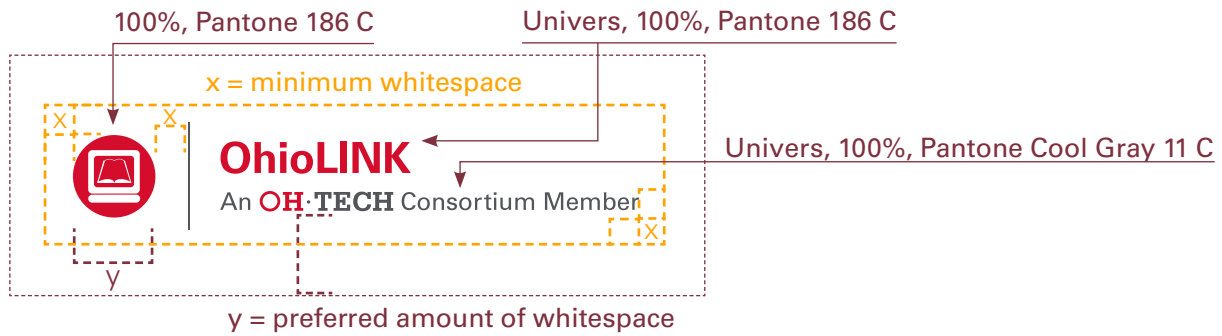 100%, Pantone 186 C
Univers, 100%, Pantone 186 C
x = minimum whitespace
x
x
OhioLINK
Univers, 100%, Pantone Cool Gray 11 C
An OH·TECH Consortium Member
x
y
y = preferred amount of whitespace